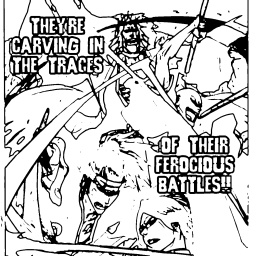 THEY'RE
CARVING IN
THE TRACES
OF THEIR
FEROCIOUS
BATTLES!!